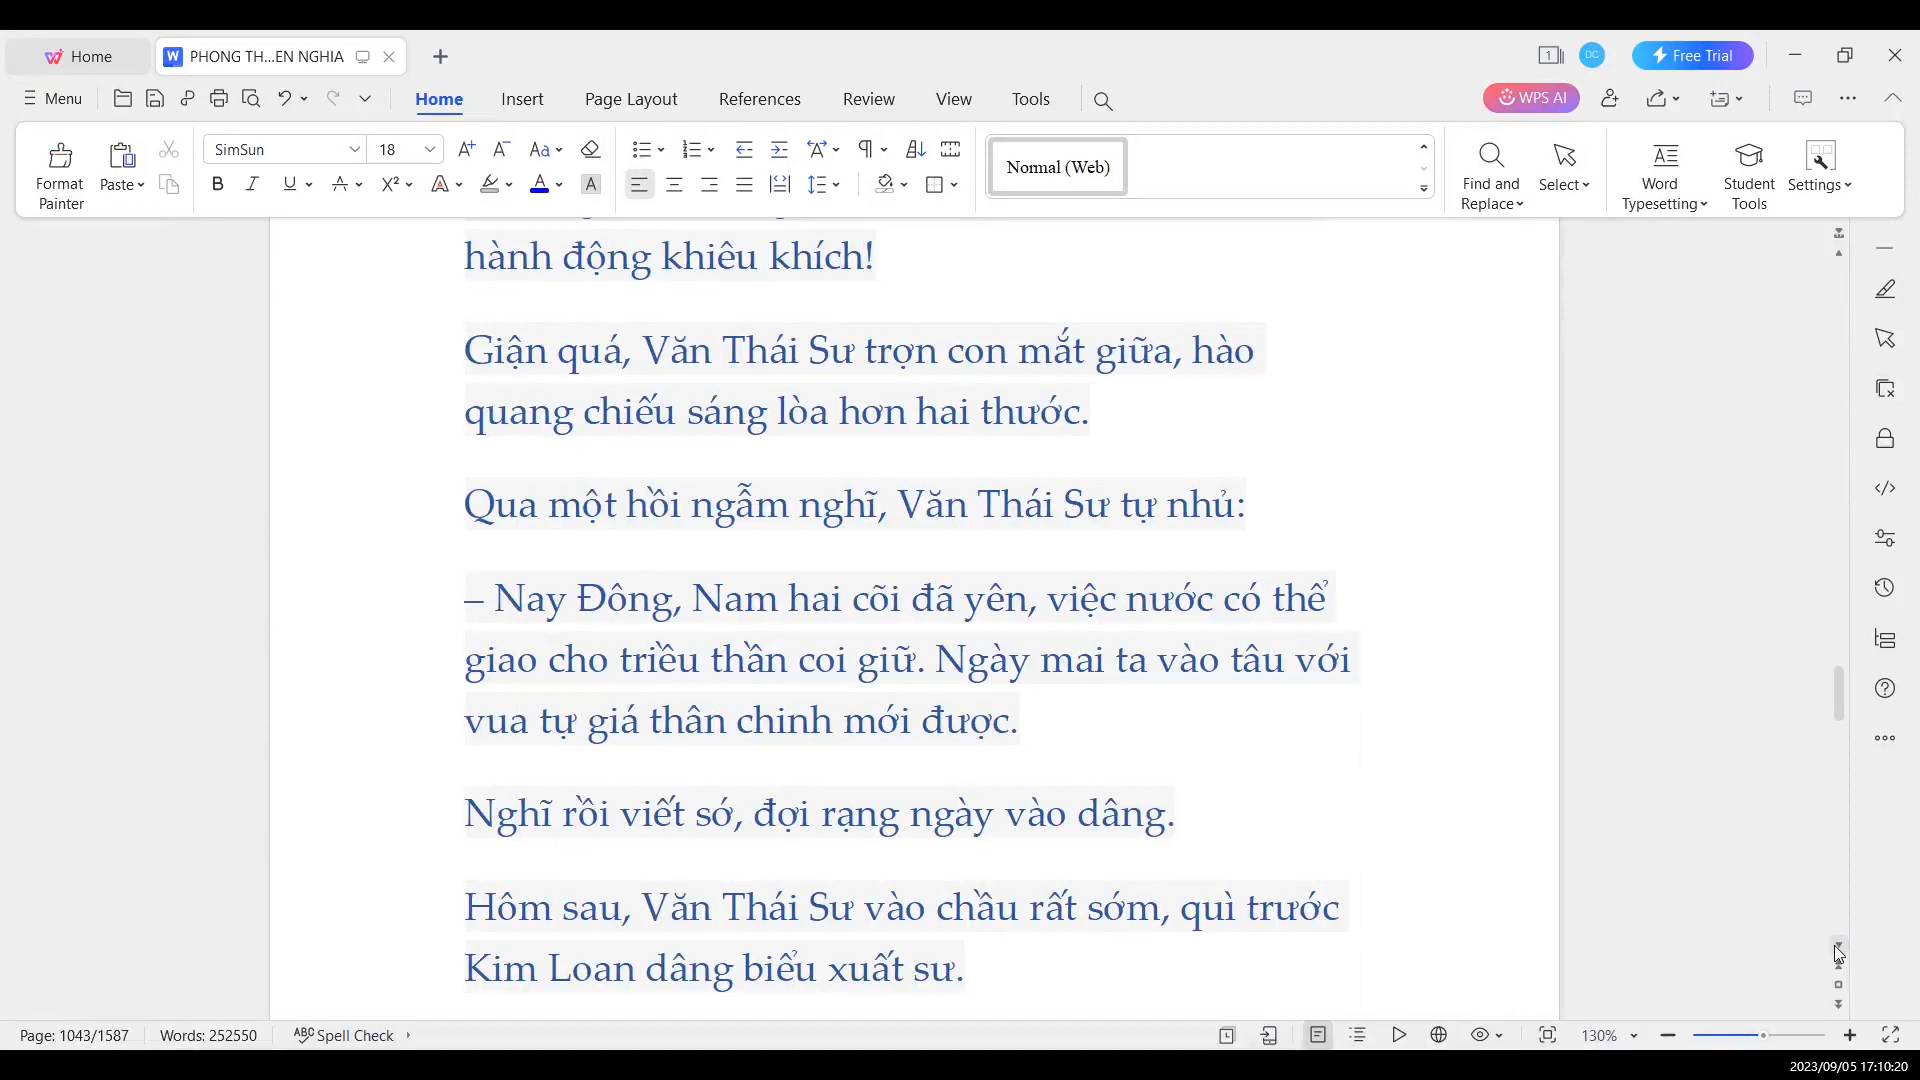 Home
PHONG TH...EN NGHIA
1
DC
Free Trial
Menu
Home
Insert
Page Layout
References
Review
View
Tools
WPS AI
Format Painter
Paste
SimSun
18
Normal (Web)
Find and Replace
Select
Word Typesetting
Student Tools
Settings
hành động khiêu khích!
Giận quá, Văn Thái Sư trợn con mắt giữa, hào
quang chiếu sáng lòa hơn hai thước.
Qua một hồi ngẫm nghĩ, Văn Thái Sư tự nhủ:
– Nay Đông, Nam hai cõi đã yên, việc nước có thể
giao cho triều thần coi giữ. Ngày mai ta vào tâu với
vua tự giá thân chinh mới được.
Nghĩ rồi viết sớ, đợi rạng ngày vào dâng.
Hôm sau, Văn Thái Sư vào chầu rất sớm, quì trước
Kim Loan dâng biểu xuất sư.
Page: 1043/1587
Words: 252550
Spell Check
130%
2023/09/05 17:10:20